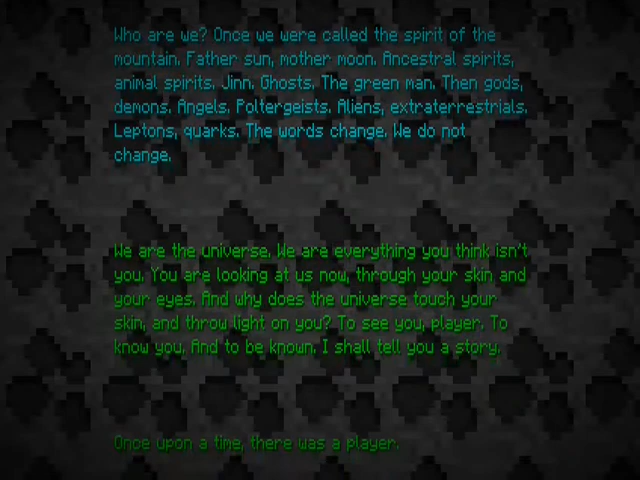 Who are we? Once we were called the spirit of the
mountain. Father sun, mother moon. Ancestral spirits,
animal spirits. Jinn. Ghosts. The green man. Then gods,
demons. Angels. Poltergeists. Aliens, extraterrestrials.
Leptons, quarks. The words change. We do not
change.
We are the universe. We are everything you think isn't
you. You are looking at us now, through your skin and
your eyes. And why does the universe touch your
skin, and throw light on you? To see you, player. To
know you. And to be known. I shall tell you a story.
Once upon a time, there was a player.